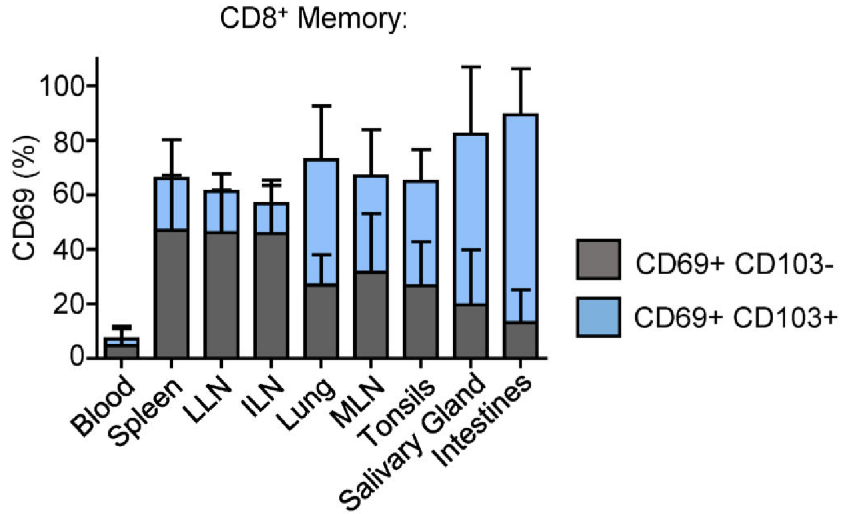 CD8⁺ Memory:
CD69 (%)
100
80
60
40
20
0
Blood
Spleen
LLN
ILN
Lung
MLN
Tonsils
Salivary Gland
Intestines
CD69+ CD103-
CD69+ CD103+